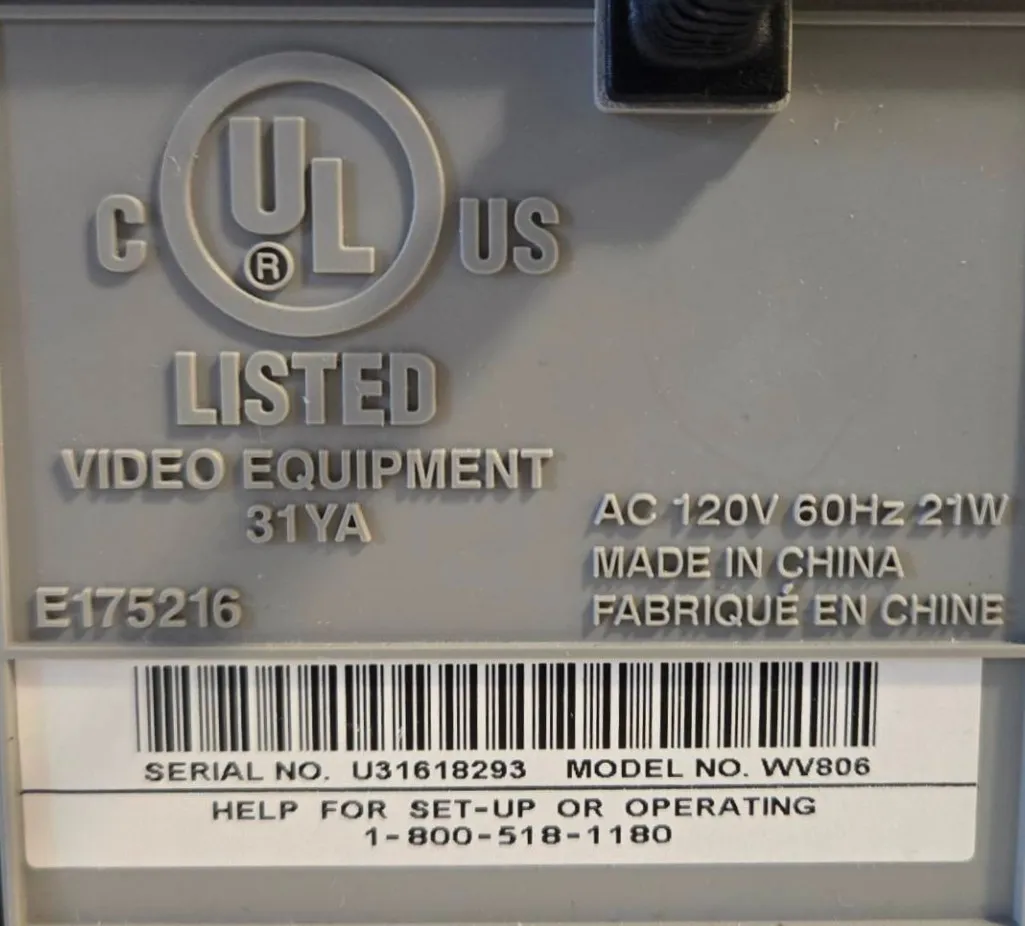 C UL® US
LISTED
VIDEO EQUIPMENT
31YA
E175216
AC 120V 60Hz 21W
MADE IN CHINA
FABRIQUÉ EN CHINE
SERIAL NO. U31618293 MODEL NO. WV806
HELP FOR SET-UP OR OPERATING
1-800-518-1180